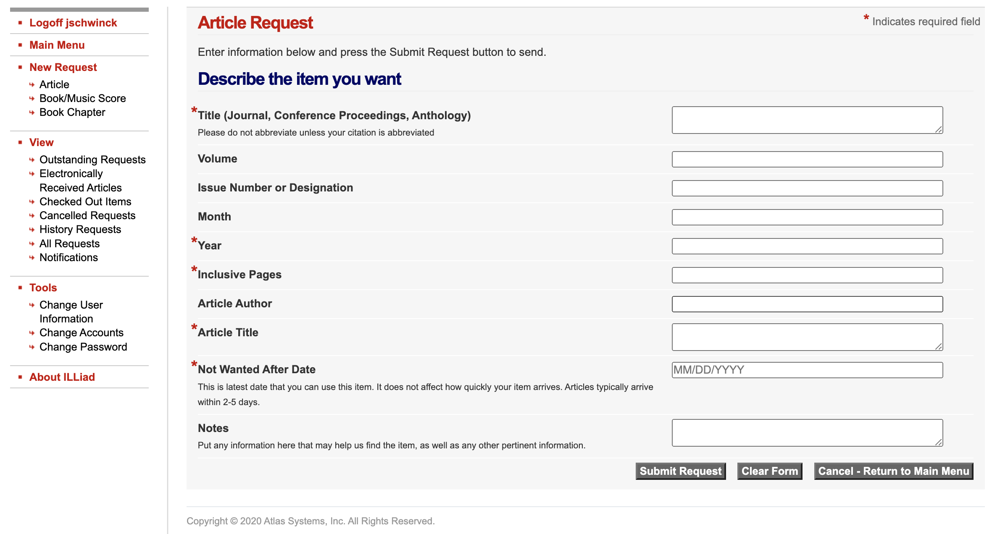 Logoff jschwinck
Main Menu
New Request
Article
Book/Music Score
Book Chapter
View
Outstanding Requests
Electronically
Received Articles
Checked Out Items
Cancelled Requests
History Requests
All Requests
Notifications
Tools
Change User
Information
Change Accounts
Change Password
About ILLiad
Article Request
* Indicates required field
Enter information below and press the Submit Request button to send.
Describe the item you want
*Title (Journal, Conference Proceedings, Anthology)
Please do not abbreviate unless your citation is abbreviated
Volume
Issue Number or Designation
Month
*Year
*Inclusive Pages
Article Author
*Article Title
*Not Wanted After Date
MM/DD/YYYY
This is latest date that you can use this item. It does not affect how quickly your item arrives. Articles typically arrive
within 2-5 days.
Notes
Put any information here that may help us find the item, as well as any other pertinent information.
Submit Request
Clear Form
Cancel - Return to Main Menu
Copyright © 2020 Atlas Systems, Inc. All Rights Reserved.